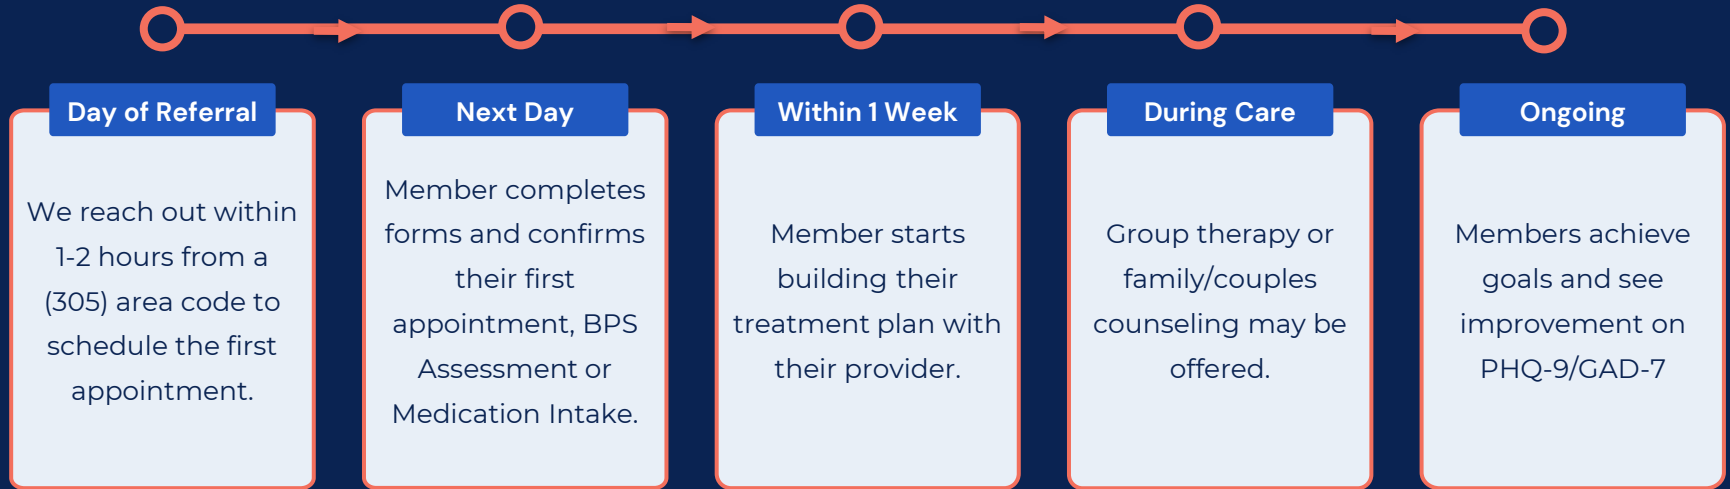 Day of Referral
We reach out within
1-2 hours from a
(305) area code to
schedule the first
appointment.
Next Day
Member completes
forms and confirms
their first
appointment, BPS
Assessment or
Medication Intake.
Within 1 Week
Member starts
building their
treatment plan with
their provider.
During Care
Group therapy or
family/couples
counseling may be
offered.
Ongoing
Members achieve
goals and see
improvement on
PHQ-9/GAD-7